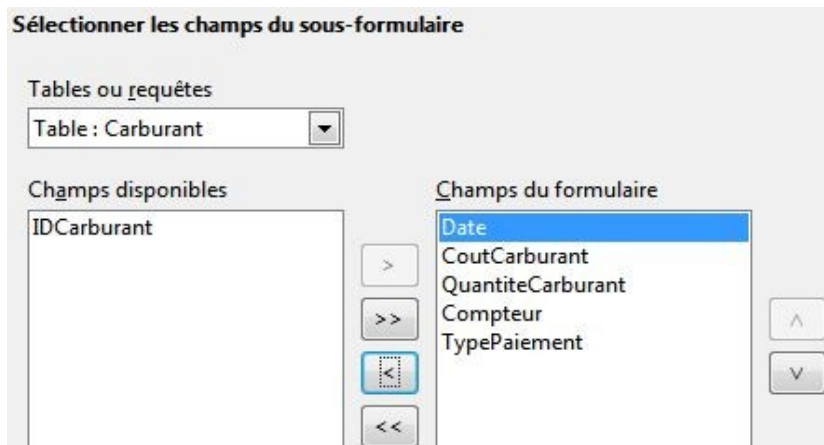 Sélectionner les champs du sous-formulaire
Tables ou requêtes
Table : Carburant
Champs disponibles
IDCarburant
>
>>
<
<<
Champs du formulaire
Date
CoutCarburant
QuantiteCarburant
Compteur
TypePaiement